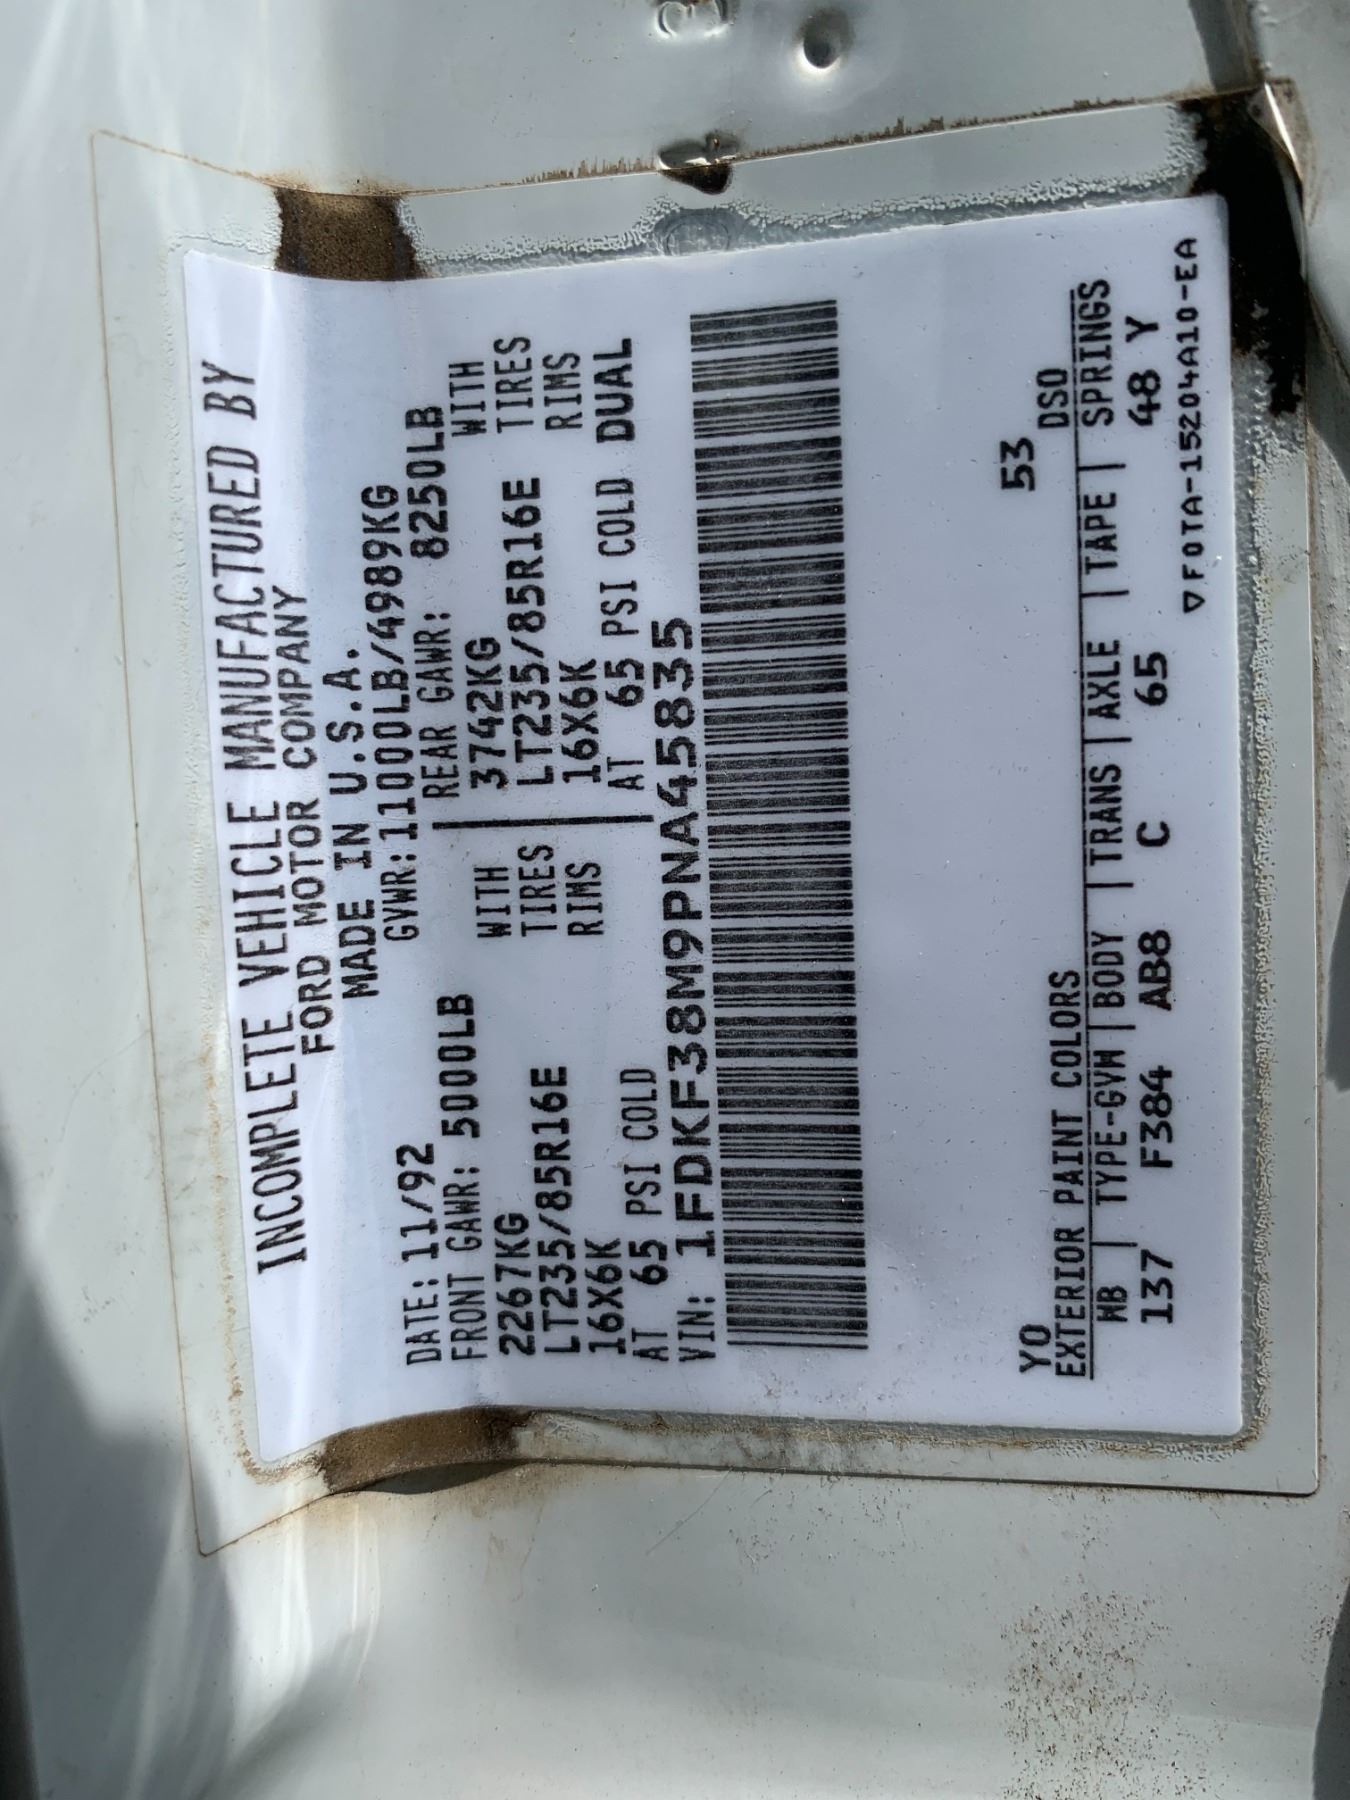 INCOMPLETE VEHICLE MANUFACTURED BY
FORD MOTOR COMPANY
MADE IN U.S.A.
DATE: 11/92 GVWR: 11000LB/4989KG
FRONT GAWR: 5000LB REAR GAWR: 8250LB
2267KG WITH 3742KG WITH
LT235/85R16E TIRES LT235/85R16E TIRES
16X6K RIMS 16X6K RIMS
AT 65 PSI COLD AT 65 PSI COLD DUAL
VIN: 1FDKF38M9PNA45835
YO 53
EXTERIOR PAINT COLORS DSO
WB | TYPE-GVM | BODY | TRANS | AXLE | TAPE | SPRINGS
137 F384 AB8 C 65 48 Y
▽F0TA-15204A10-EA